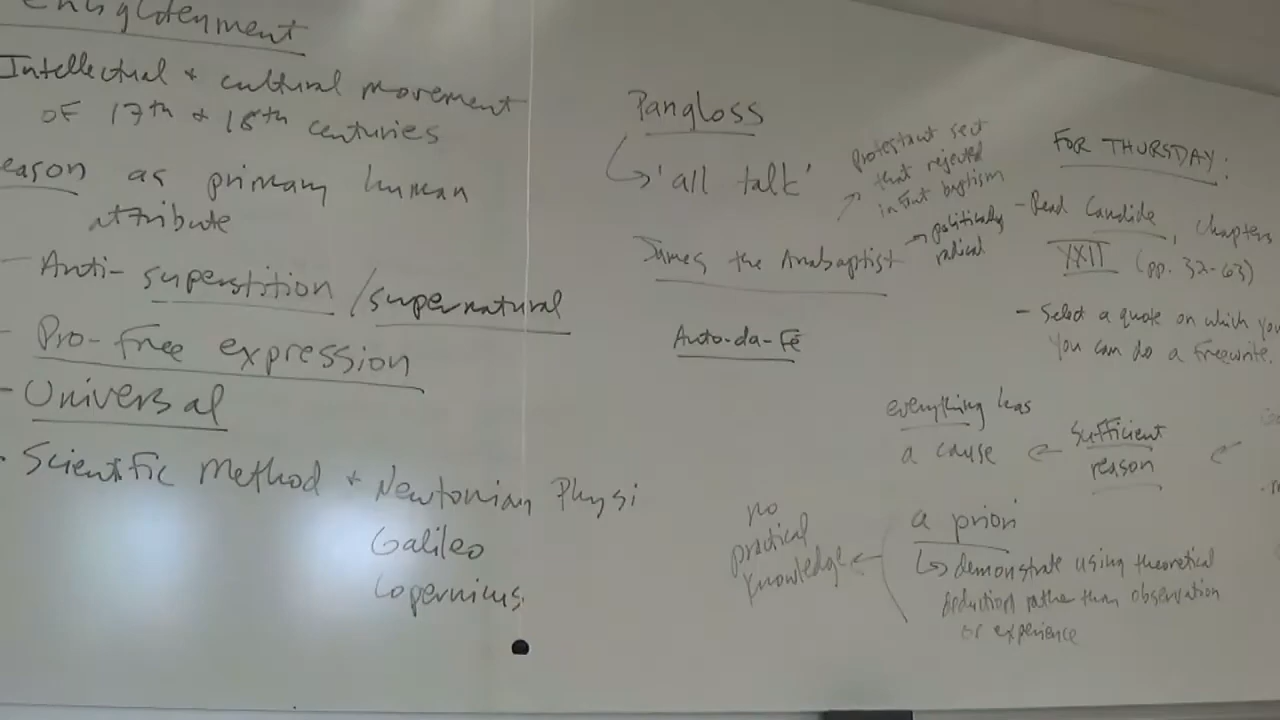 Enlightenment
Intellectual + cultural movement
of 17th + 18th centuries
eason as primary human
attribute
- Anti-superstition/supernatural
- Pro-free expression
- Universal
· Scientific Method + Newtonian Physi
Galileo
Copernicus
Pangloss
↳ 'all talk'
Protestant sect
that rejected
infant baptism
James the Anabaptist → politically
radical
Auto-da-Fé
FOR THURSDAY:
- Read Candide, chapters
XXII (pp. 32-63)
- Select a quote on which you
you can do a freewrite.
everything has
a cause ← sufficient
reason
a priori
↳ demonstrate using theoretical
deduction rather than observation
or experience
no
practical
knowledge ←